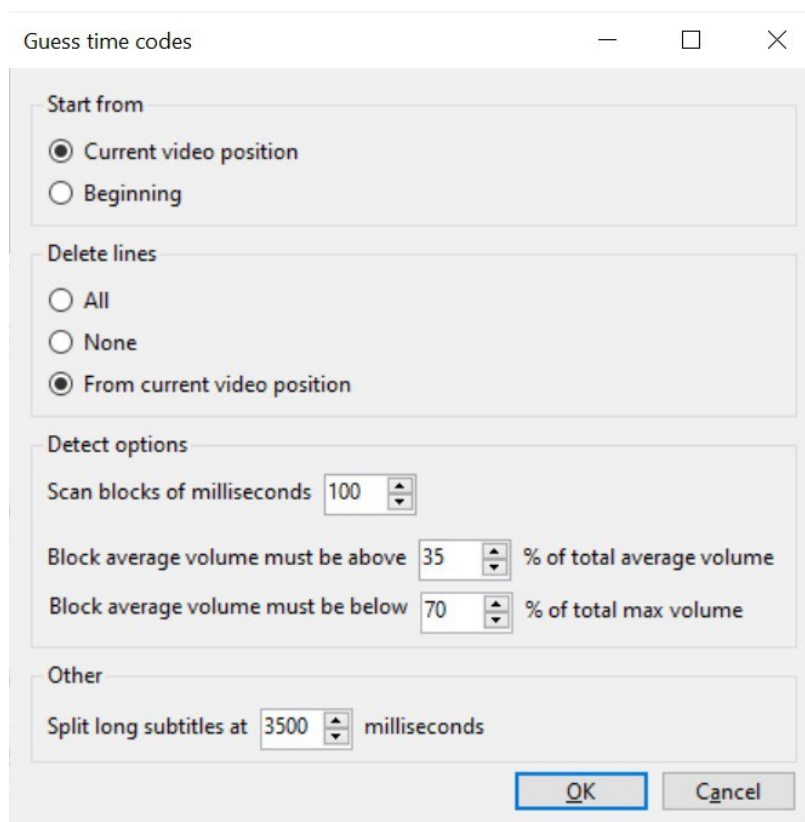 Guess time codes
Start from
Current video position
Beginning
Delete lines
All
None
From current video position
Detect options
Scan blocks of milliseconds 100
Block average volume must be above 35 % of total average volume
Block average volume must be below 70 % of total max volume
Other
Split long subtitles at 3500 milliseconds
OK Cancel